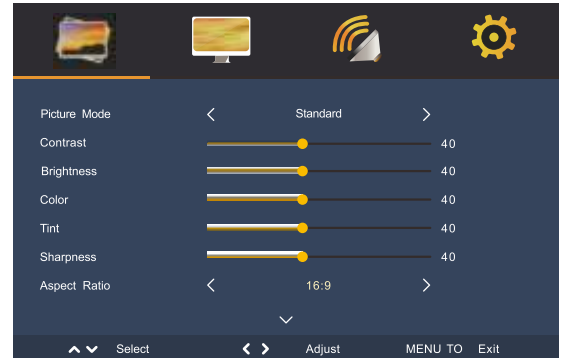 Picture Mode < Standard >
Contrast 40
Brightness 40
Color 40
Tint 40
Sharpness 40
Aspect Ratio < 16:9 >
Select < > Adjust MENU TO Exit